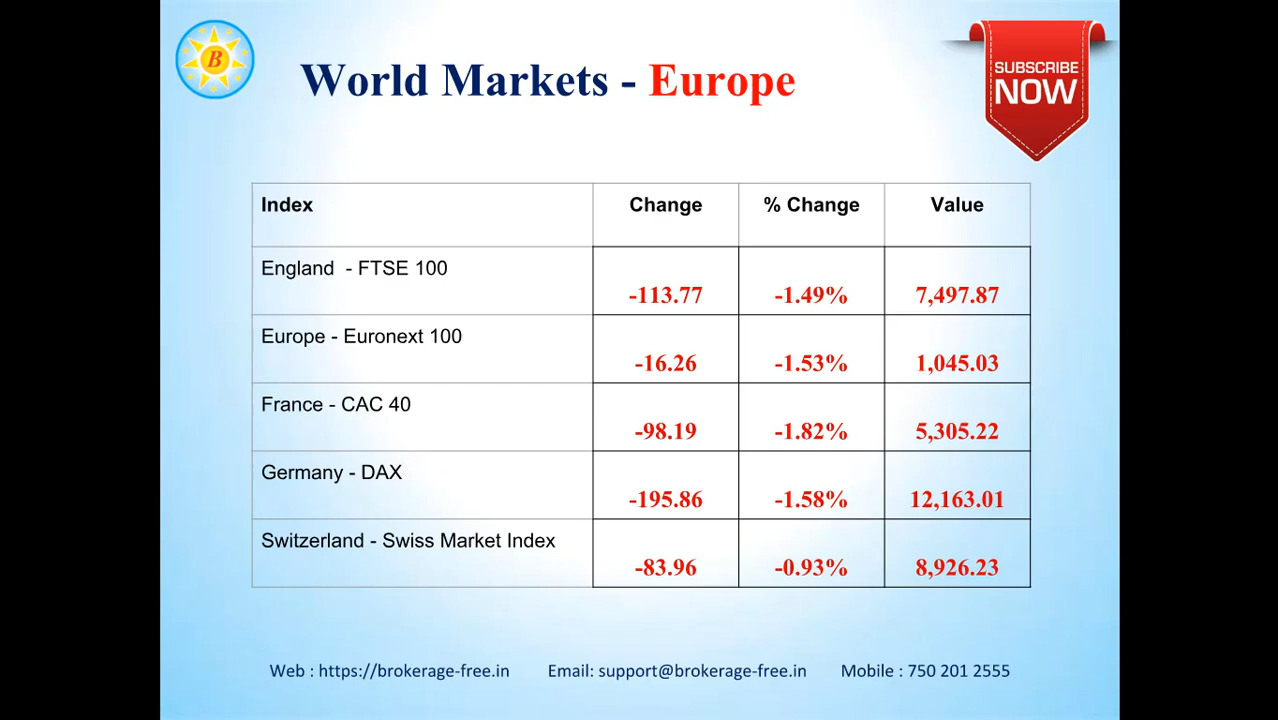 B
World Markets - Europe
SUBSCRIBE
NOW
Index Change % Change Value
England - FTSE 100 -113.77 -1.49% 7,497.87
Europe - Euronext 100 -16.26 -1.53% 1,045.03
France - CAC 40 -98.19 -1.82% 5,305.22
Germany - DAX -195.86 -1.58% 12,163.01
Switzerland - Swiss Market Index -83.96 -0.93% 8,926.23
Web : https://brokerage-free.in Email: support@brokerage-free.in Mobile : 750 201 2555